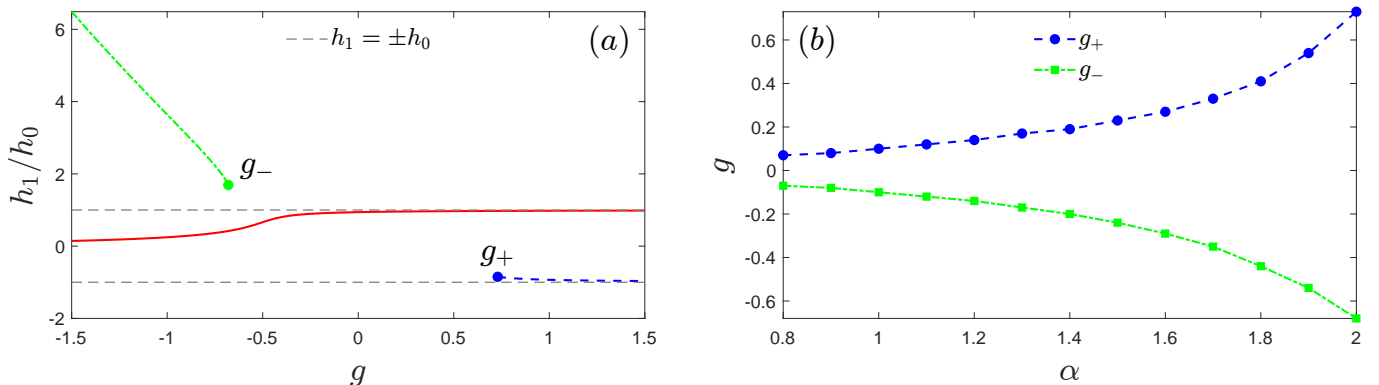 (a)
h₁ = ±h₀
h₁/h₀
6
4
2
0
-2
g₋
g₊
-1.5 -1 -0.5 0 0.5 1 1.5
g
(b)
g₊
g₋
g
0.6
0.4
0.2
0
-0.2
-0.4
-0.6
0.8 1 1.2 1.4 1.6 1.8 2
α